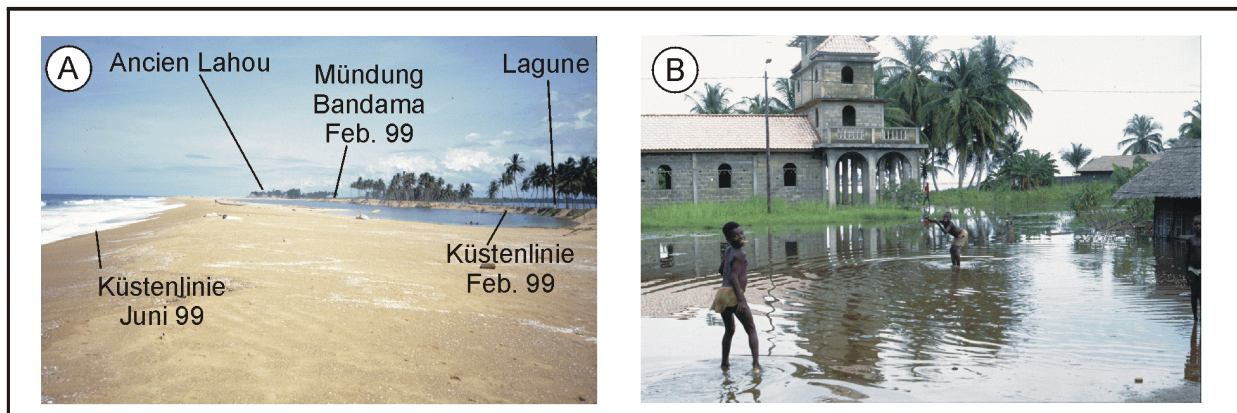 A
Ancien Lahou
Mündung
Bandama
Feb. 99
Lagune
Küstenlinie
Juni 99
Küstenlinie
Feb. 99
B